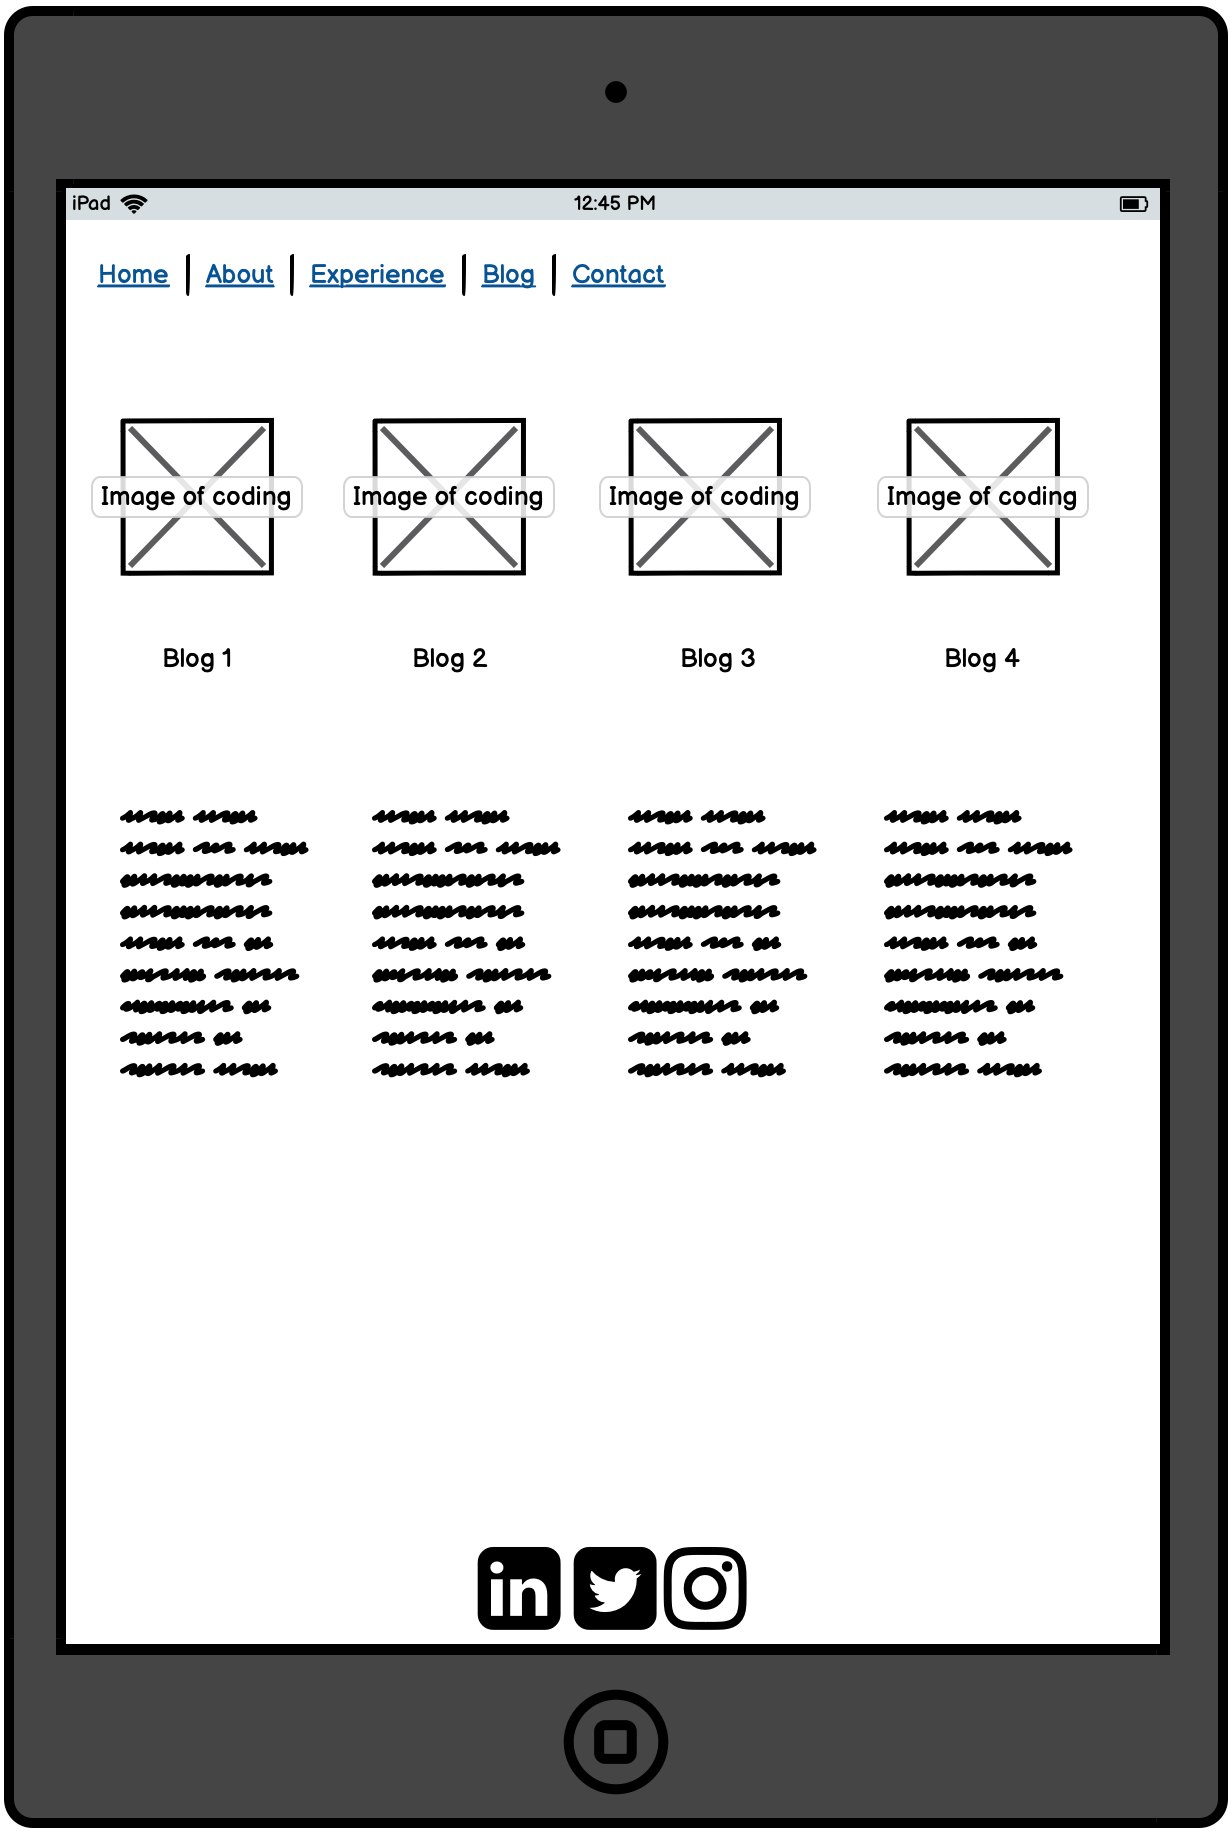 iPad 12:45 PM
Home About Experience Blog Contact
Image of coding Image of coding Image of coding Image of coding
Blog 1 Blog 2 Blog 3 Blog 4
in